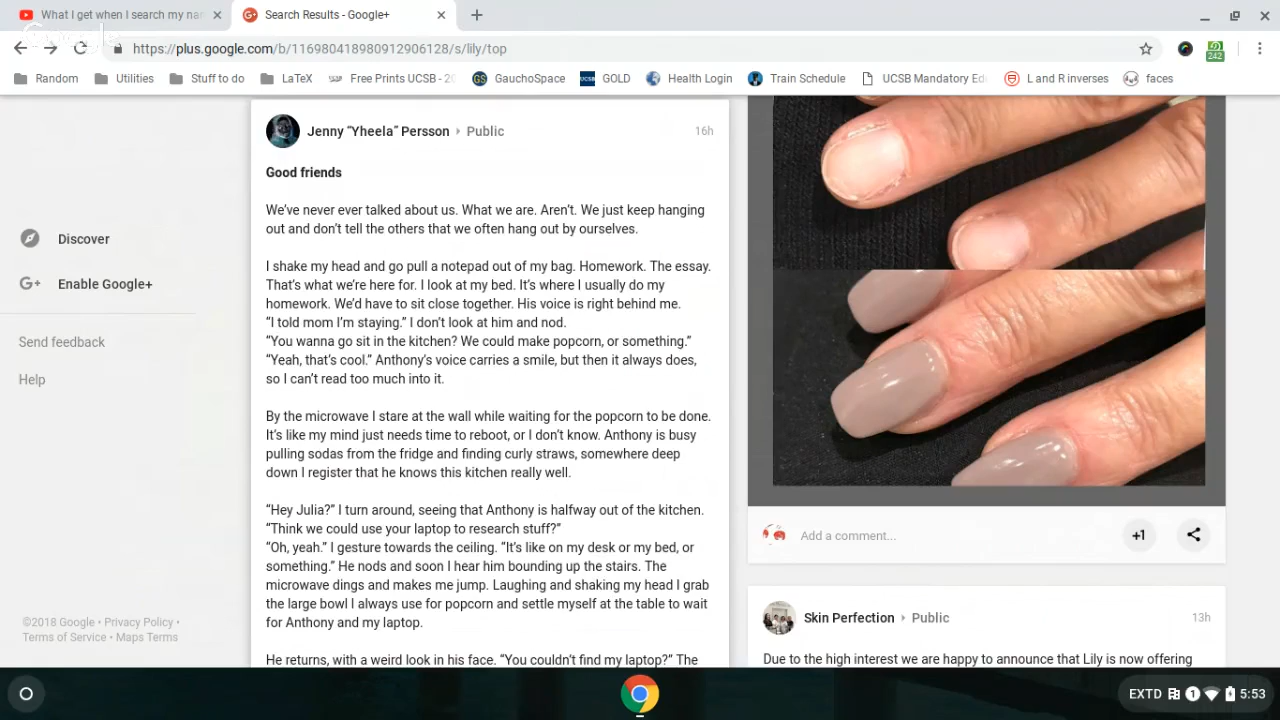 What I get when I search my na
Search Results - Google+
Google
https://plus.google.com/b/116980418980912906128/s/lily/top
242
Random
Utilities
Stuff to do
LaTeX
Free Prints UCSB - 20
GS
GauchoSpace
UCSB
GOLD
Health Login
Train Schedule
UCSB Mandatory Ed
L and R inverses
faces
Discover
G+ Enable Google+
Send feedback
Help
©2018 Google • Privacy Policy •
Terms of Service • Maps Terms
Jenny “Yheela” Persson
Public
16h
Good friends
We’ve never ever talked about us. What we are. Aren’t. We just keep hanging
out and don’t tell the others that we often hang out by ourselves.
I shake my head and go pull a notepad out of my bag. Homework. The essay.
That’s what we’re here for. I look at my bed. It’s where I usually do my
homework. We’d have to sit close together. His voice is right behind me.
“I told mom I’m staying.” I don’t look at him and nod.
“You wanna go sit in the kitchen? We could make popcorn, or something.”
“Yeah, that’s cool.” Anthony’s voice carries a smile, but then it always does,
so I can’t read too much into it.
By the microwave I stare at the wall while waiting for the popcorn to be done.
It’s like my mind just needs time to reboot, or I don’t know. Anthony is busy
pulling sodas from the fridge and finding curly straws, somewhere deep
down I register that he knows this kitchen really well.
“Hey Julia?” I turn around, seeing that Anthony is halfway out of the kitchen.
“Think we could use your laptop to research stuff?”
“Oh, yeah.” I gesture towards the ceiling. “It’s like on my desk or my bed, or
something.” He nods and soon I hear him bounding up the stairs. The
microwave dings and makes me jump. Laughing and shaking my head I grab
the large bowl I always use for popcorn and settle myself at the table to wait
for Anthony and my laptop.
He returns, with a weird look in his face. “You couldn’t find my laptop?” The
Add a comment...
+1
Skin Perfection
Public
13h
Due to the high interest we are happy to announce that Lily is now offering
EXTD
1
5:53